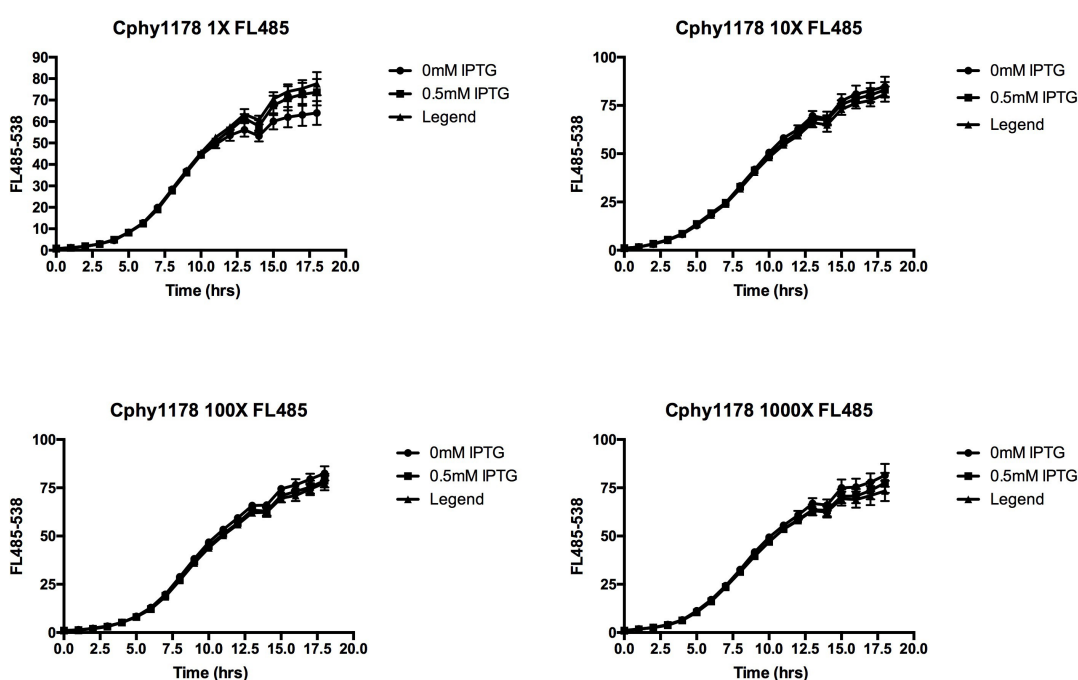 Cphy1178 1X FL485
90
80
70
60
50
40
30
20
10
0
FL485-538
0.0 2.5 5.0 7.5 10.0 12.5 15.0 17.5 20.0
Time (hrs)
0mM IPTG
0.5mM IPTG
Legend
Cphy1178 10X FL485
100
75
50
25
0
FL485-538
0.0 2.5 5.0 7.5 10.0 12.5 15.0 17.5 20.0
Time (hrs)
0mM IPTG
0.5mM IPTG
Legend
Cphy1178 100X FL485
100
75
50
25
0
FL485-538
0.0 2.5 5.0 7.5 10.0 12.5 15.0 17.5 20.0
Time (hrs)
0mM IPTG
0.5mM IPTG
Legend
Cphy1178 1000X FL485
100
75
50
25
0
FL485-538
0.0 2.5 5.0 7.5 10.0 12.5 15.0 17.5 20.0
Time (hrs)
0mM IPTG
0.5mM IPTG
Legend